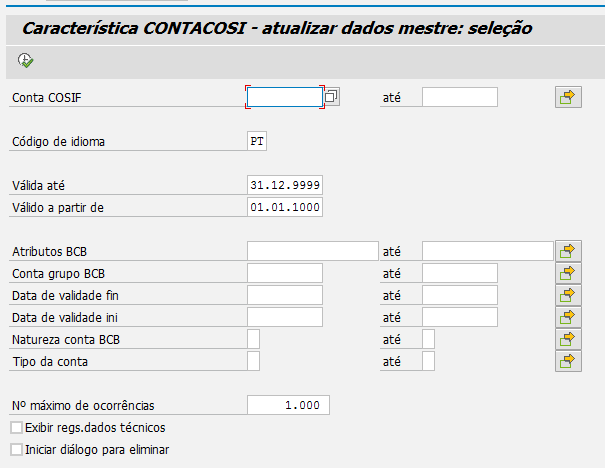 Característica CONTACOSI - atualizar dados mestre: seleção
Conta COSIF até
Código de idioma PT
Válida até 31.12.9999
Válido a partir de 01.01.1000
Atributos BCB até
Conta grupo BCB até
Data de validade fin até
Data de validade ini até
Natureza conta BCB até
Tipo da conta até
Nº máximo de ocorrências 1.000
Exibir regs.dados técnicos
Iniciar diálogo para eliminar